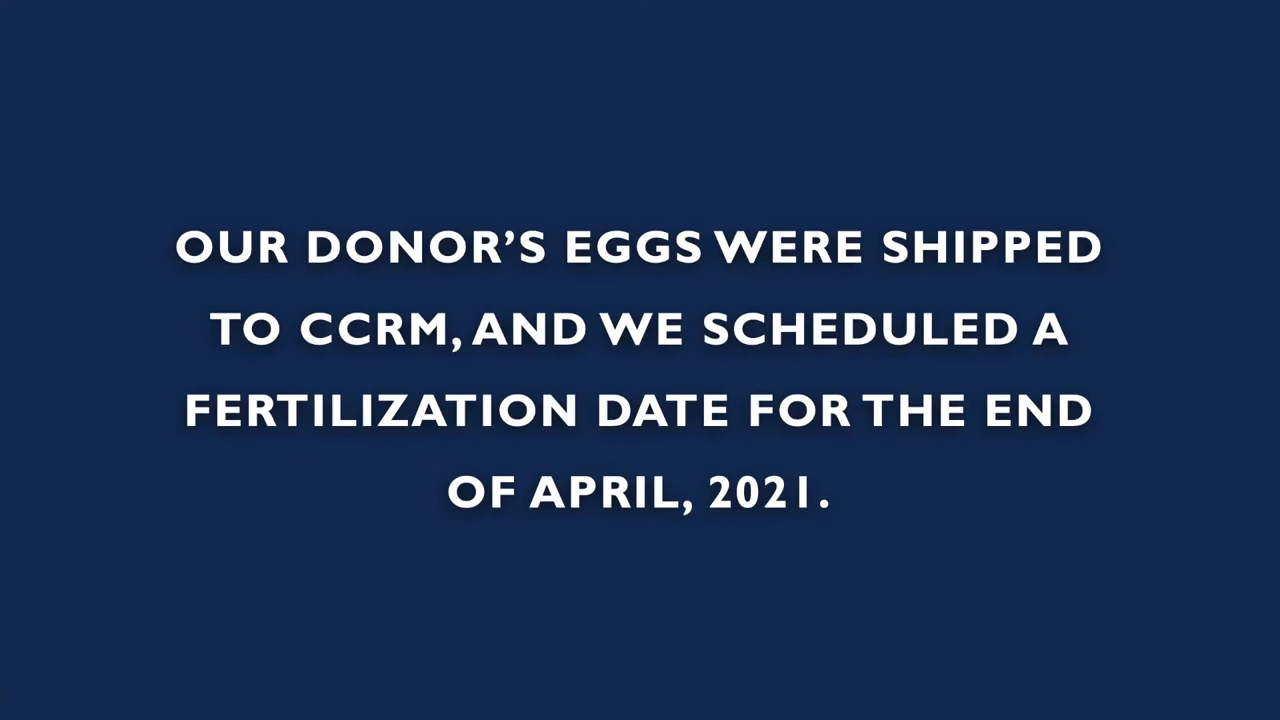 OUR DONOR’S EGGS WERE SHIPPED
TO CCRM, AND WE SCHEDULED A
FERTILIZATION DATE FOR THE END
OF APRIL, 2021.